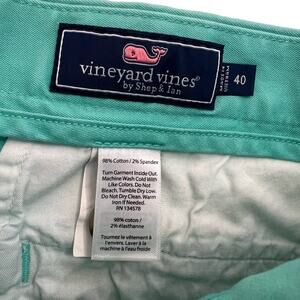 vineyard vines®
by Shep & Ian
40
98% Cotton / 2% Spandex
Turn Garment Inside Out.
Machine Wash Cold With
Like Colors. Do Not
Bleach. Tumble Dry Low.
Do Not Dry Clean. Warm
Iron If Needed.
RN 134578
98% coton /
2% élasthanne
Tournez le vêtement à
l'envers. Laver à la
machine à l'eau froide